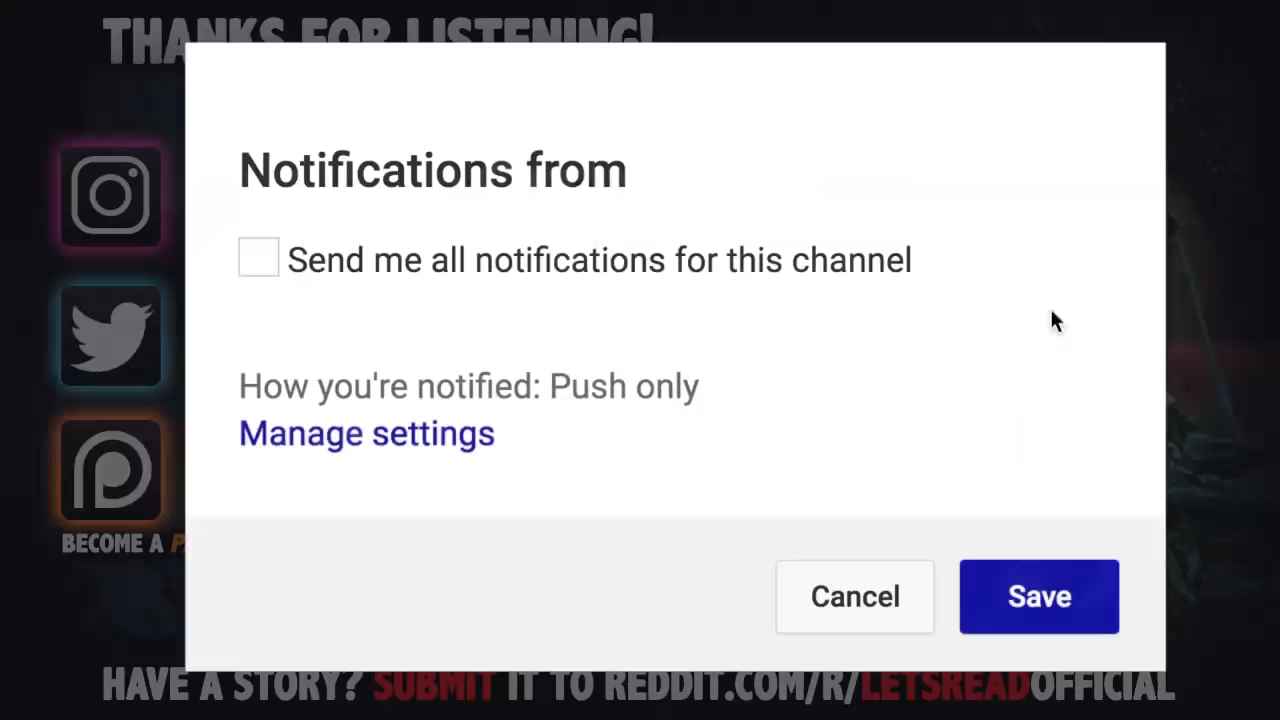 THANKS FOR LISTENING!
Notifications from
Send me all notifications for this channel
How you're notified: Push only
Manage settings
BECOME A
Cancel
Save
HAVE A STORY? SUBMIT IT TO REDDIT.COM/R/LETSREADOFFICIAL